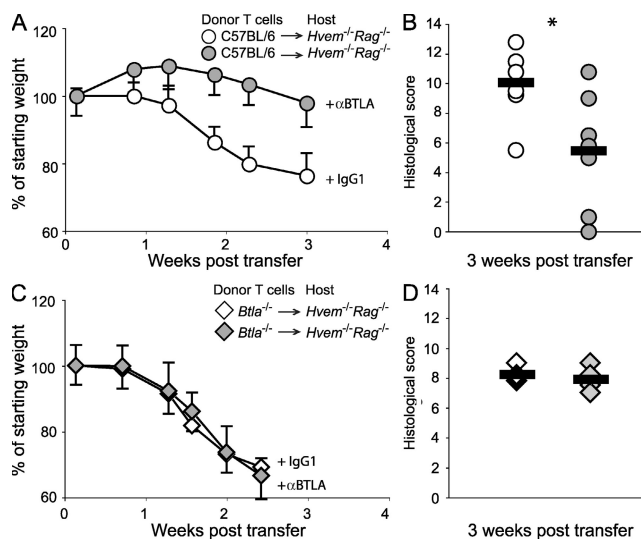 A
Donor T cells Host
C57BL/6 → Hvem-/-Rag-/-
C57BL/6 → Hvem-/-Rag-/-
% of starting weight
120
100
80
60
0 1 2 3 4
Weeks post transfer
+αBTLA
+ IgG1
B
*
Histological score
14
12
10
8
6
4
2
0
3 weeks post transfer
C
Donor T cells Host
Btla-/- → Hvem-/-Rag-/-
Btla-/- → Hvem-/-Rag-/-
% of starting weight
120
100
80
60
0 1 2 3 4
Weeks post transfer
+ IgG1
+αBTLA
D
Histological score
14
12
10
8
6
4
2
0
3 weeks post transfer